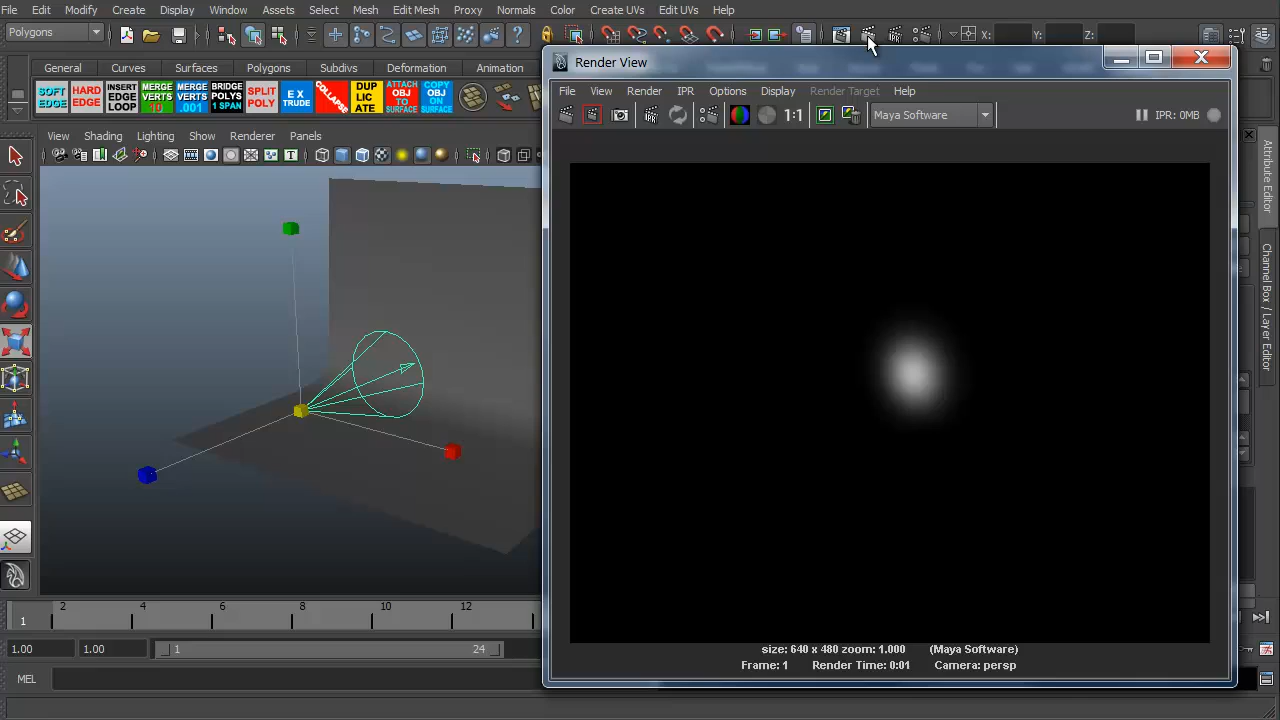 File Edit Modify Create Display Window Assets Select Mesh Edit Mesh Proxy Normals Color Create UVs Edit UVs Help
Polygons X: Y: Z:
Render View
General Curves Surfaces Polygons Subdivs Deformation Animation
File View Render IPR Options Display Render Target Help
SOFT EDGE HARD EDGE INSERT EDGE LOOP MERGE VERTS 10 MERGE VERTS .001 BRIDGE POLYS 1 SPAN SPLIT POLY EX TRUDE COLLAPSE DUP LIC ATE ATTACH OBJ TO SURFACE COPY OBJ ON SURFACE
1:1 Maya Software IPR: 0MB
View Shading Lighting Show Renderer Panels
Attribute Editor
Channel Box / Layer Editor
size: 640 x 480 zoom: 1.000 (Maya Software)
Frame: 1 Render Time: 0:01 Camera: persp
1 2 4 6 8 10 12
1.00 1.00 1 24
MEL